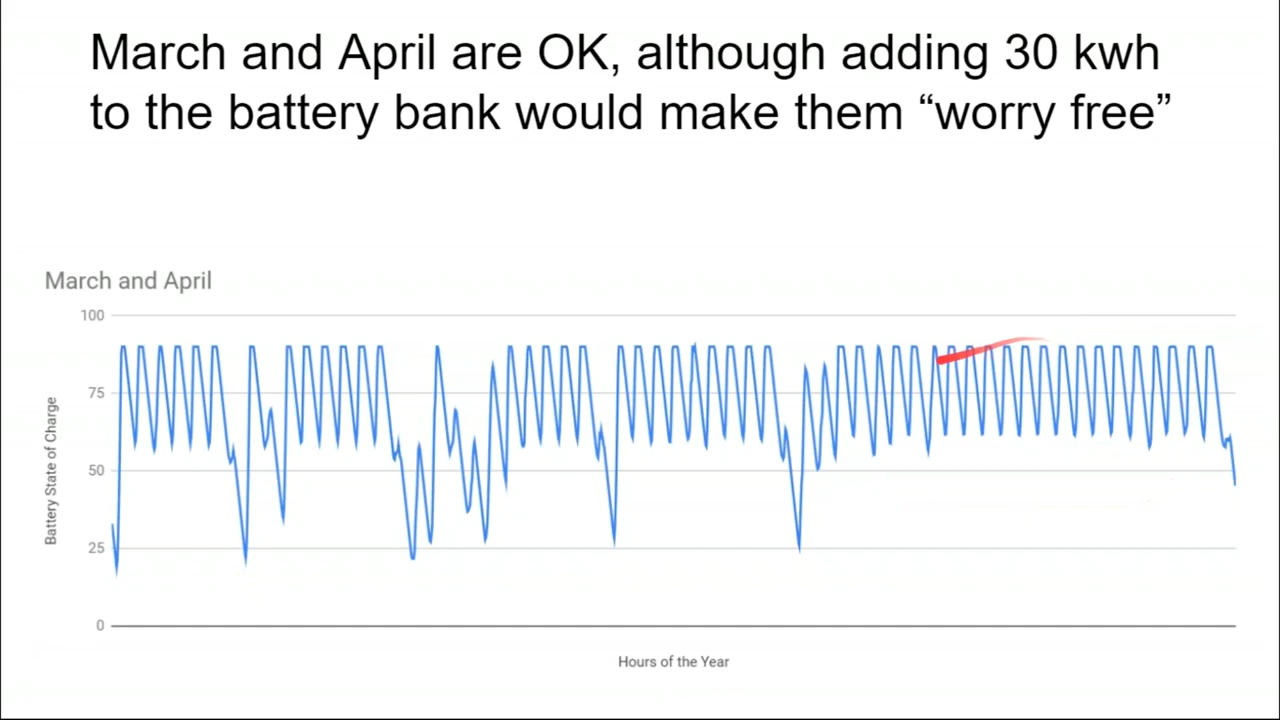 March and April are OK, although adding 30 kwh
to the battery bank would make them “worry free”
March and April
100
75
50
25
0
Battery State of Charge
Hours of the Year